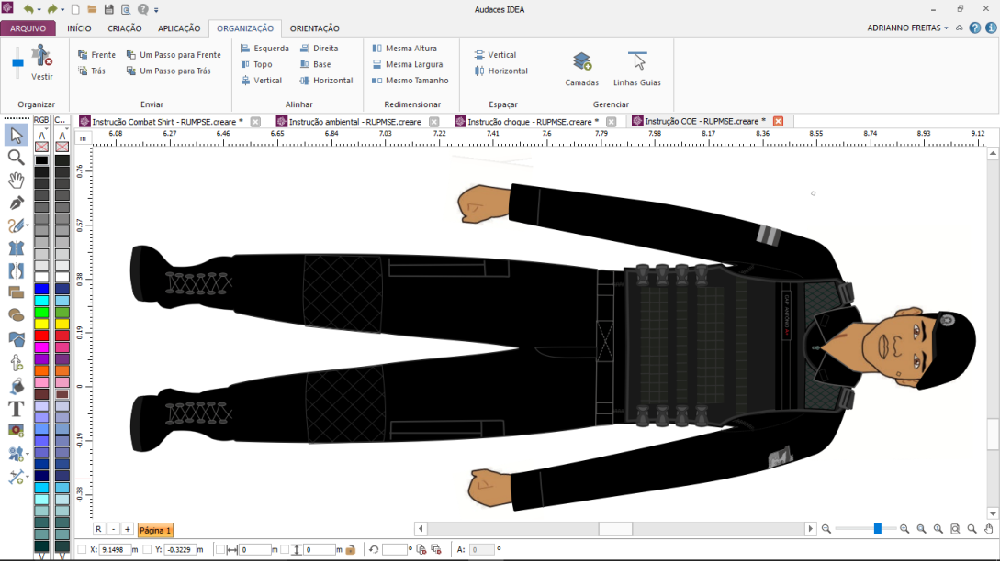 Audaces IDEA
ARQUIVO INÍCIO CRIAÇÃO APLICAÇÃO ORGANIZAÇÃO ORIENTAÇÃO ADRIANNO FREITAS
Vestir
Organizar
Frente Um Passo para Frente
Trás Um Passo para Trás
Enviar
Esquerda Direita
Topo Base
Vertical Horizontal
Alinhar
Mesma Altura
Mesma Largura
Mesmo Tamanho
Redimensionar
Vertical
Horizontal
Espaçar
Camadas Linhas Guias
Gerenciar
RGB C..
Instrução Combat Shirt - RUMPSE.creare * Instrução ambiental - RUPMSE.creare Instrução choque - RUPMSE.creare * Instrução COE - RUPMSE.creare *
m 6.08 6.27 6.46 6.65 6.84 7.03 7.22 7.41 7.6 7.79 7.98 8.17 8.36 8.55 8.74 8.93 9.12
0.76
0.57
0.38
0.19
0
-0.19
-0.38
R - + Página 1
X: 9.1498 m Y: -0.3229 m 0 m 0 m º A: 0 º